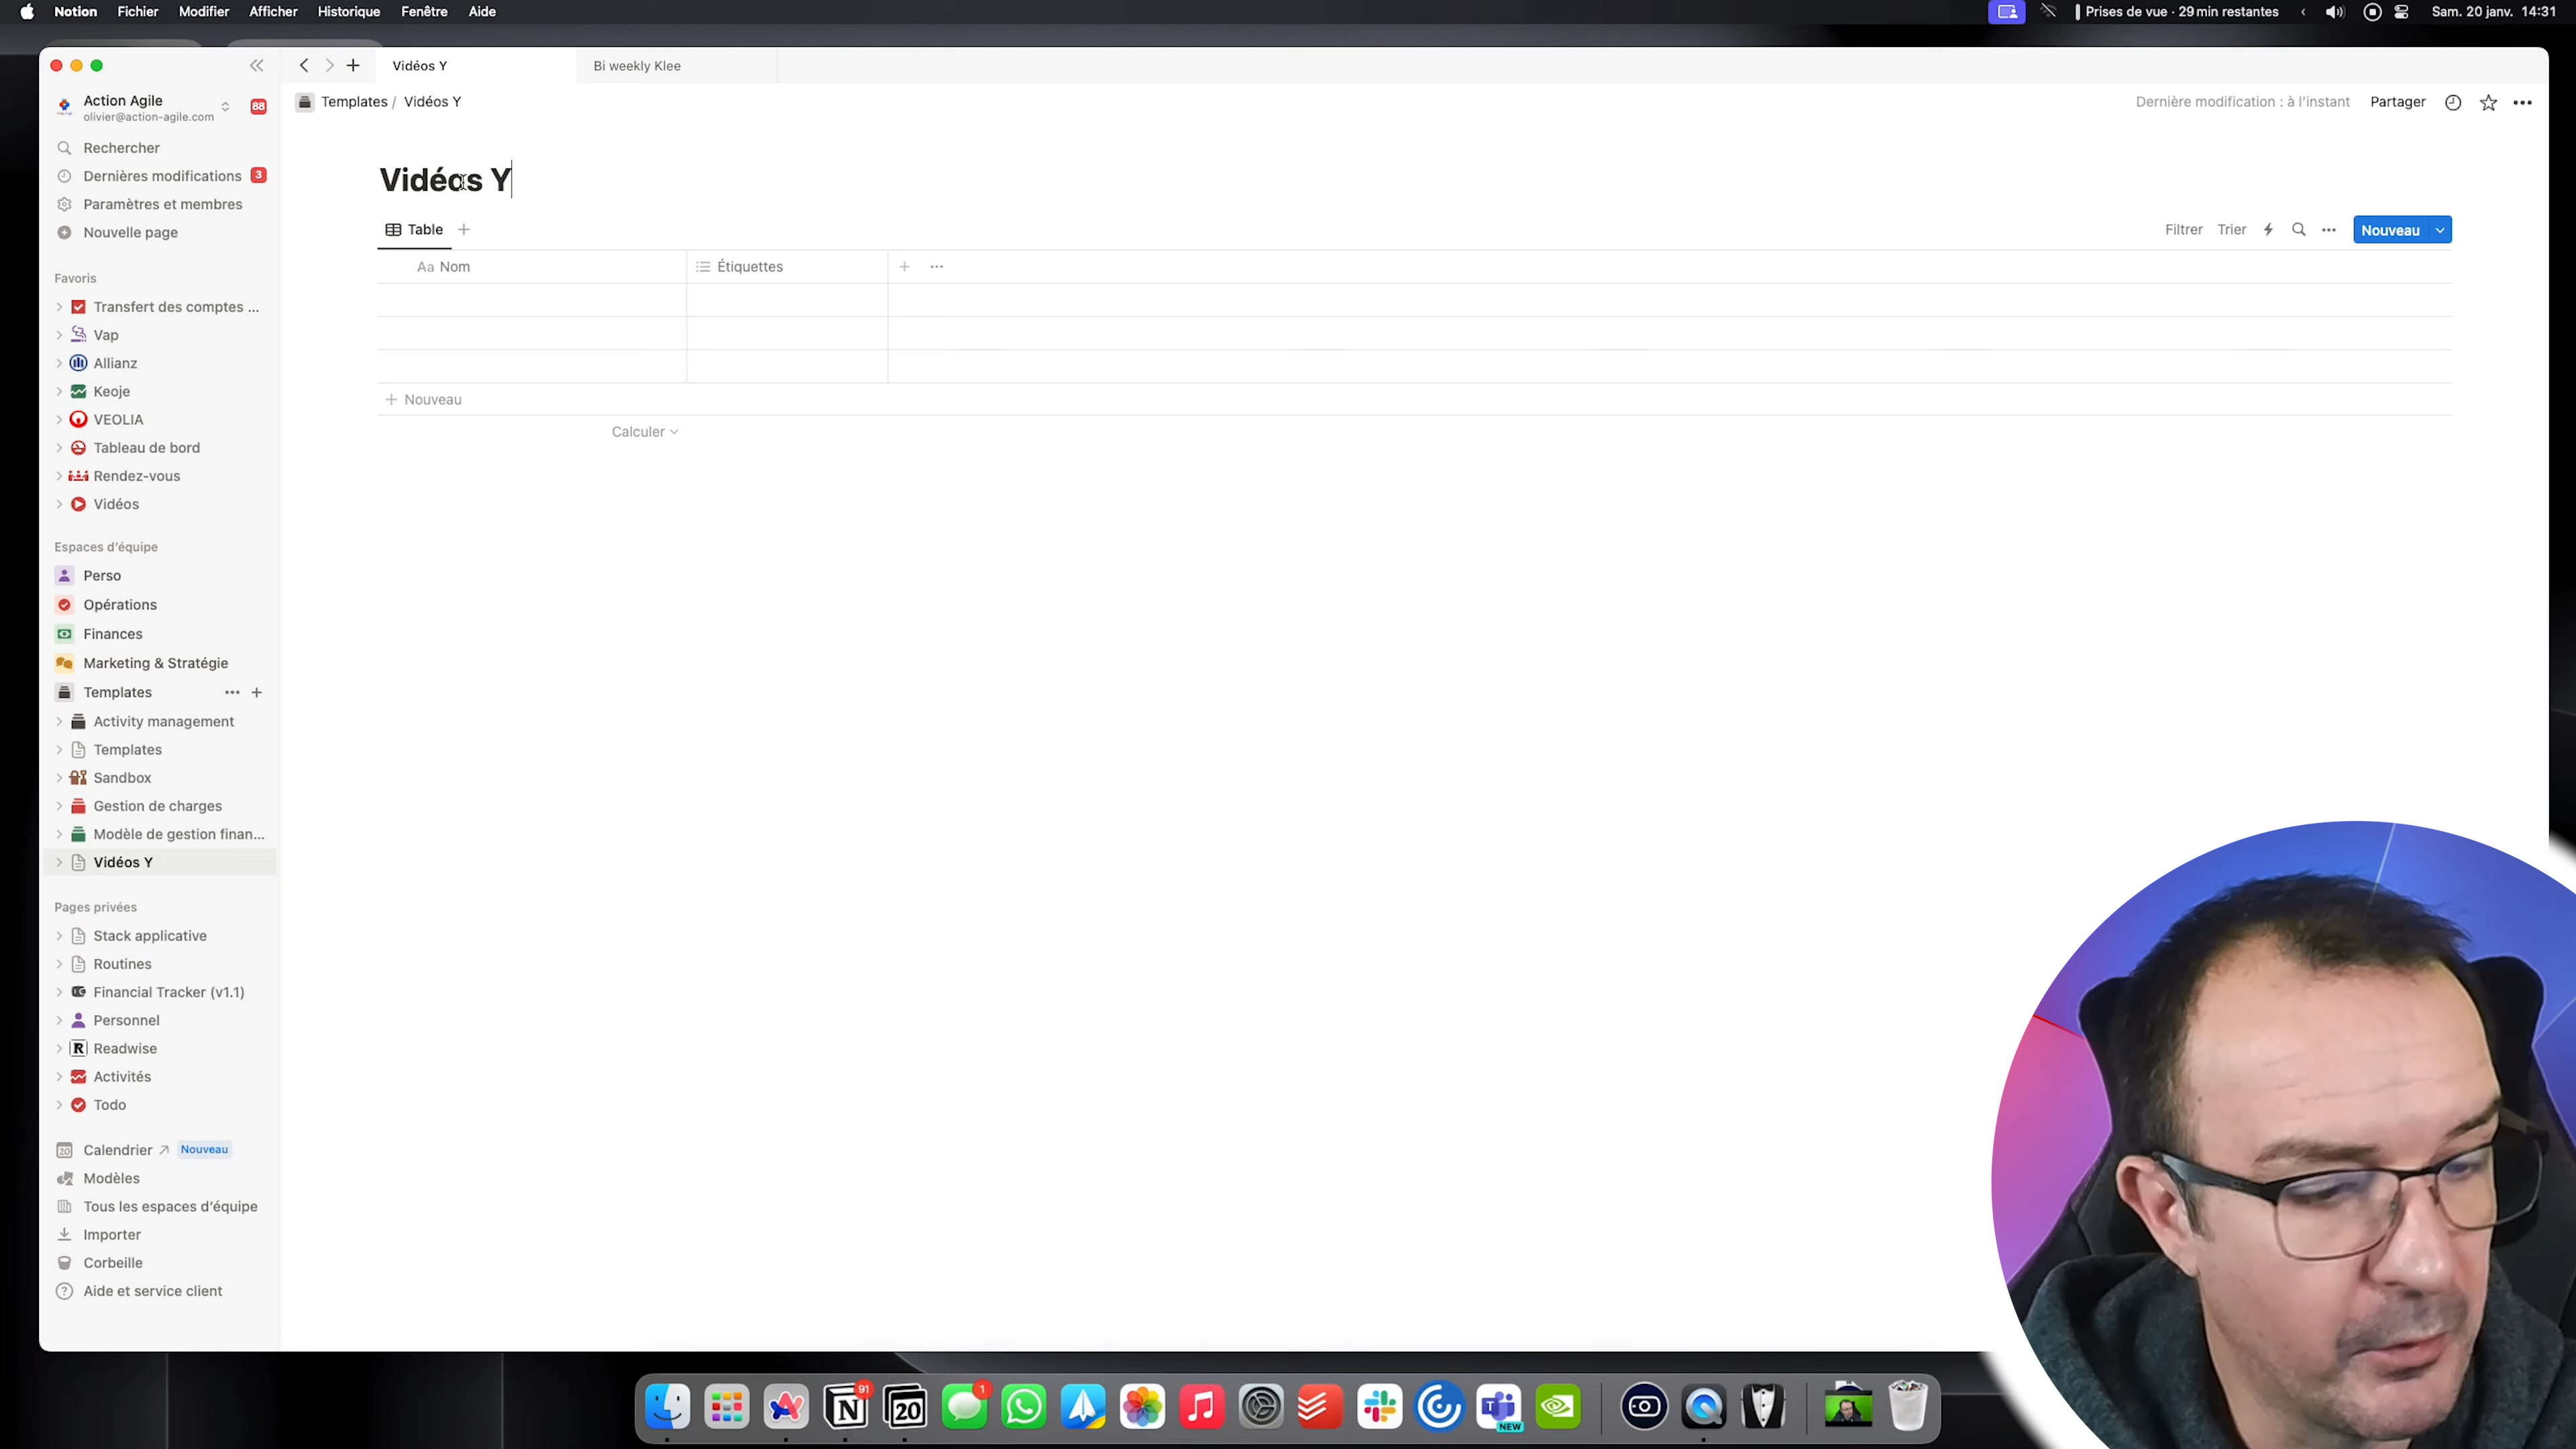 Notion Fichier Modifier Afficher Historique Fenêtre Aide
Prises de vue · 29 min restantes
Sam. 20 janv. 14:31
Vidéos Y
Bi weekly Klee
Action Agile
olivier@action-agile.com
88
Templates / Vidéos Y
Dernière modification : à l'instant
Partager
Rechercher
Dernières modifications 3
Paramètres et membres
Nouvelle page
Vidéos Y
Table
Filtrer Trier
Nouveau
Aa Nom
Étiquettes
Nouveau
Calculer
Favoris
Transfert des comptes ...
Vap
Allianz
Keoje
VEOLIA
Tableau de bord
Rendez-vous
Vidéos
Espaces d'équipe
Perso
Opérations
Finances
Marketing & Stratégie
Templates
Activity management
Templates
Sandbox
Gestion de charges
Modèle de gestion finan...
Vidéos Y
Pages privées
Stack applicative
Routines
Financial Tracker (v1.1)
Personnel
R Readwise
Activités
Todo
20 Calendrier Nouveau
Modèles
Tous les espaces d'équipe
Importer
Corbeille
? Aide et service client
N 91
20
1
T NEW